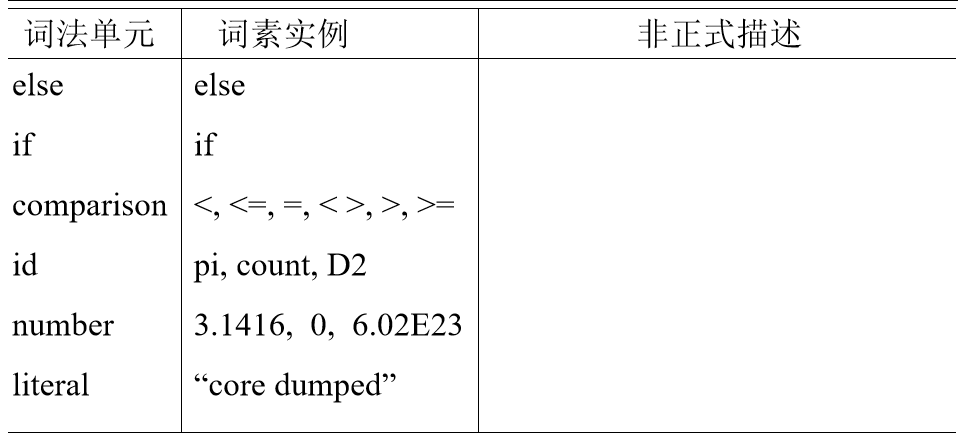 词法单元 词素实例 非正式描述
else else
if if
comparison <, <=, =, < >, >, >=
id pi, count, D2
number 3.1416, 0, 6.02E23
literal “core dumped”